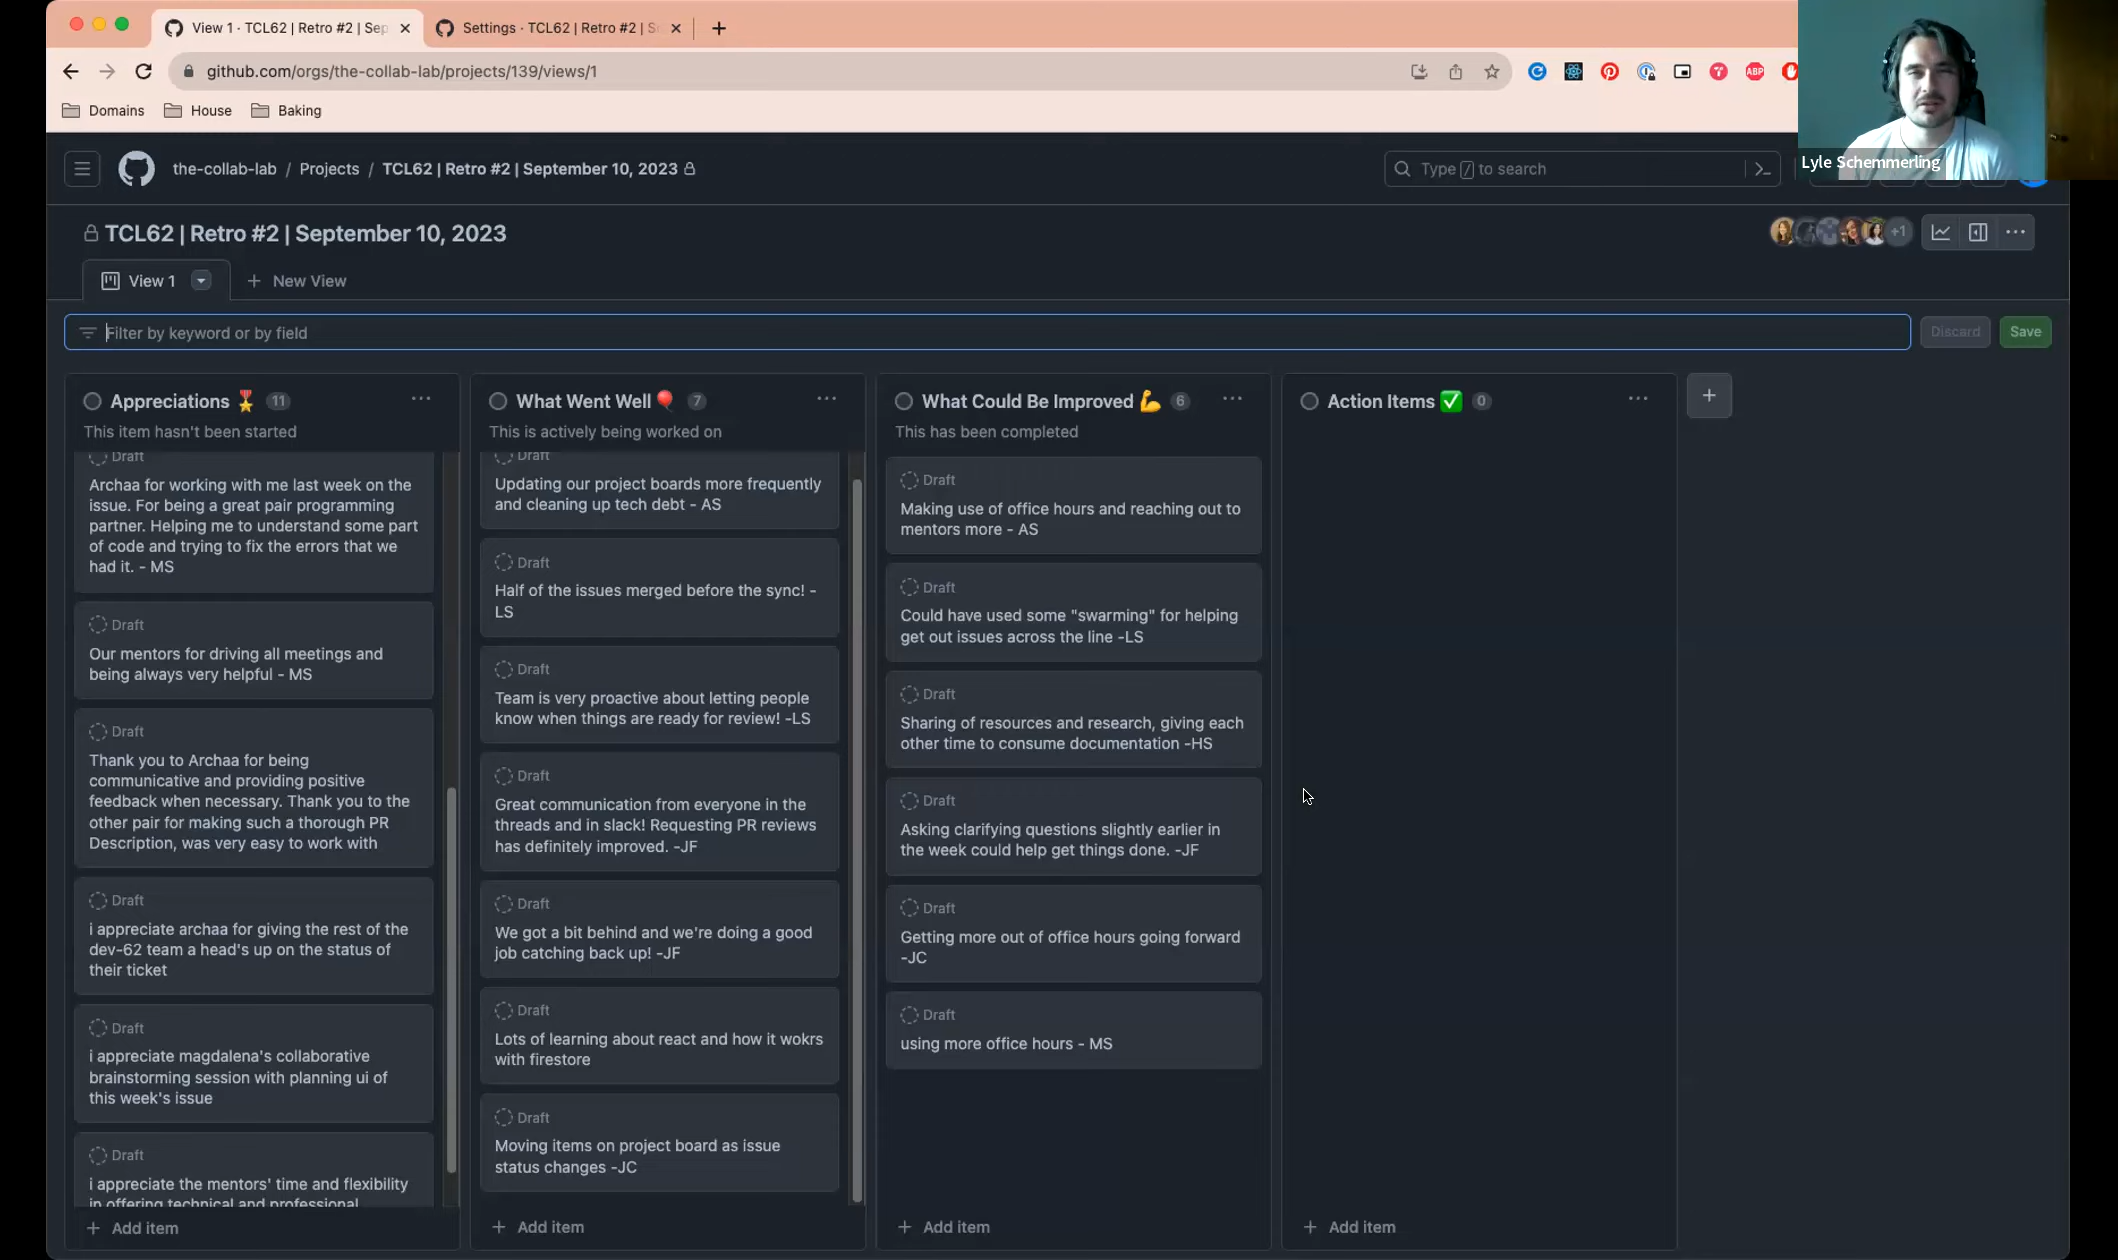 View 1 · TCL62 | Retro #2 | Sep
Settings · TCL62 | Retro #2 | S
github.com/orgs/the-collab-lab/projects/139/views/1
ABP
Domains
House
Baking
Lyle Schemmerling
the-collab-lab / Projects / TCL62 | Retro #2 | September 10, 2023
Type / to search
TCL62 | Retro #2 | September 10, 2023
+1
View 1
New View
Filter by keyword or by field
Discard
Save
Appreciations 🎖️ 11
This item hasn't been started
Draft
Archaa for working with me last week on the
issue. For being a great pair programming
partner. Helping me to understand some part
of code and trying to fix the errors that we
had it. - MS
Draft
Our mentors for driving all meetings and
being always very helpful - MS
Draft
Thank you to Archaa for being
communicative and providing positive
feedback when necessary. Thank you to the
other pair for making such a thorough PR
Description, was very easy to work with
Draft
i appreciate archaa for giving the rest of the
dev-62 team a head's up on the status of
their ticket
Draft
i appreciate magdalena's collaborative
brainstorming session with planning ui of
this week's issue
Draft
i appreciate the mentors' time and flexibility
in offering technical and professional
+ Add item
What Went Well 🎈 7
This is actively being worked on
Draft
Updating our project boards more frequently
and cleaning up tech debt - AS
Draft
Half of the issues merged before the sync! -
LS
Draft
Team is very proactive about letting people
know when things are ready for review! -LS
Draft
Great communication from everyone in the
threads and in slack! Requesting PR reviews
has definitely improved. -JF
Draft
We got a bit behind and we're doing a good
job catching back up! -JF
Draft
Lots of learning about react and how it wokrs
with firestore
Draft
Moving items on project board as issue
status changes -JC
+ Add item
What Could Be Improved 💪 6
This has been completed
Draft
Making use of office hours and reaching out to
mentors more - AS
Draft
Could have used some "swarming" for helping
get out issues across the line -LS
Draft
Sharing of resources and research, giving each
other time to consume documentation -HS
Draft
Asking clarifying questions slightly earlier in
the week could help get things done. -JF
Draft
Getting more out of office hours going forward
-JC
Draft
using more office hours - MS
+ Add item
Action Items ✅ 0
+ Add item